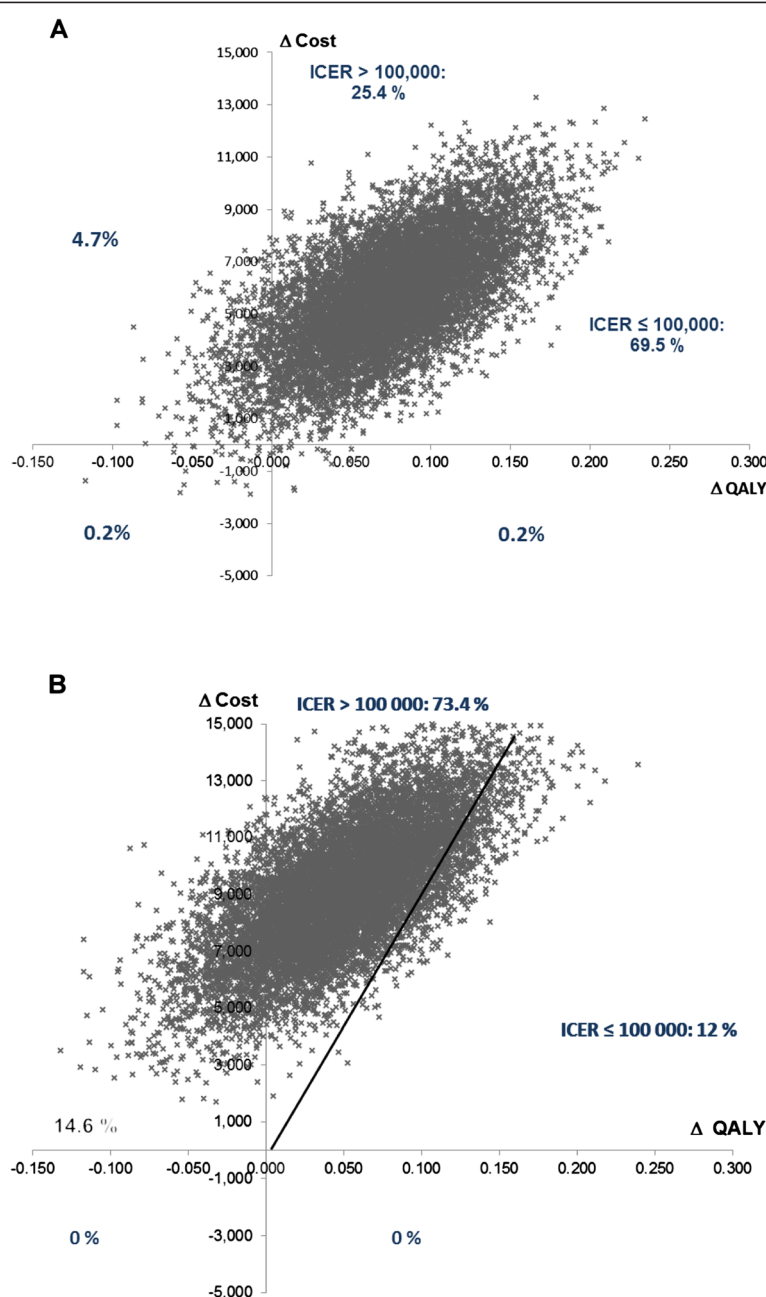 A
Δ Cost
15,000
ICER > 100,000:
25.4 %
13,000
11,000
9,000
4.7%
7,000
5,000
ICER ≤ 100,000:
69.5 %
3,000
1,000
-0.150 -0.100 -0.050 0.000 0.050 0.100 0.150 0.200 0.250 0.300
-1,000
Δ QALY
-3,000
0.2% 0.2%
-5,000
B
Δ Cost
ICER > 100 000: 73.4 %
15,000
13,000
11,000
9,000
7,000
5,000
ICER ≤ 100 000: 12 %
3,000
14.6 %
1,000
Δ QALY
-0.150 -0.100 -0.050 0.000 0.050 0.100 0.150 0.200 0.250 0.300
-1,000
0 % 0 %
-3,000
-5,000